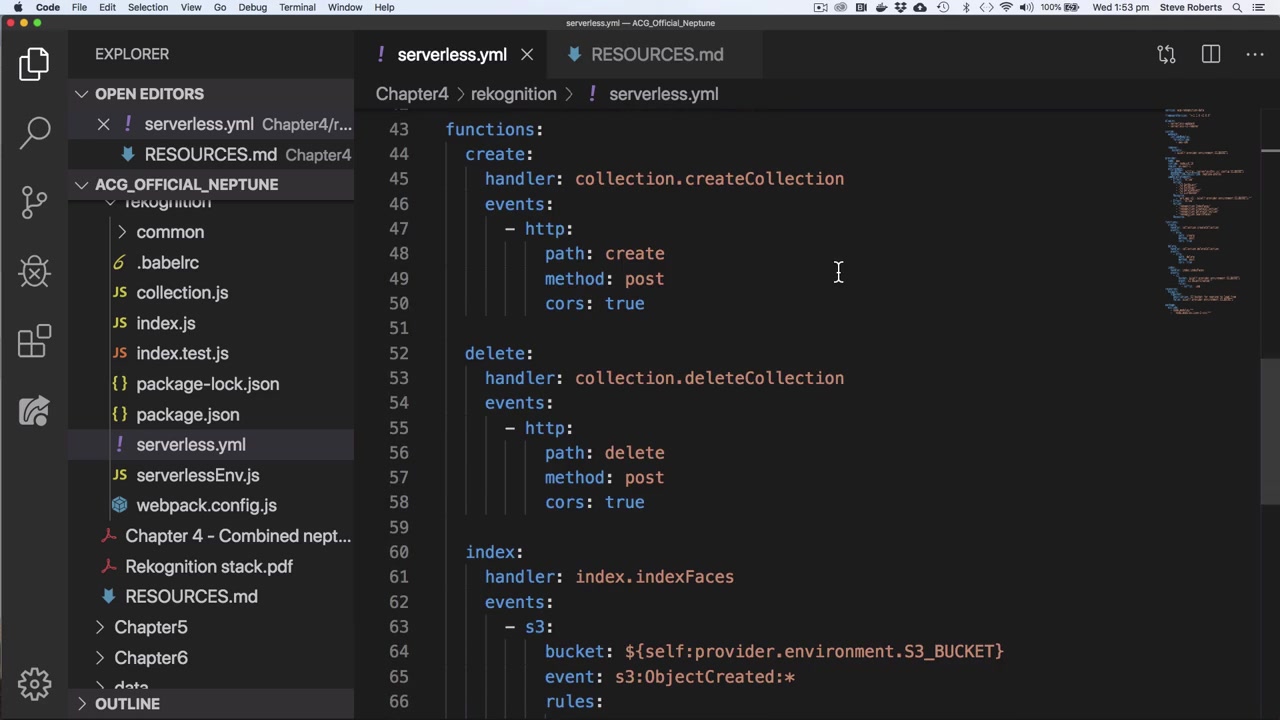 Code File Edit Selection View Go Debug Terminal Window Help 100% Wed 1:53 pm Steve Roberts
serverless.yml — ACG_Official_Neptune
EXPLORER
OPEN EDITORS
serverless.yml Chapter4/r...
RESOURCES.md Chapter4
ACG_OFFICIAL_NEPTUNE
rekognition
common
.babelrc
collection.js
index.js
index.test.js
package-lock.json
package.json
serverless.yml
serverlessEnv.js
webpack.config.js
Chapter 4 - Combined nept...
Rekognition stack.pdf
RESOURCES.md
Chapter5
Chapter6
data
OUTLINE
serverless.yml
RESOURCES.md
Chapter4 > rekognition > ! serverless.yml
43 functions:
44 create:
45 handler: collection.createCollection
46 events:
47 - http:
48 path: create
49 method: post
50 cors: true
51
52 delete:
53 handler: collection.deleteCollection
54 events:
55 - http:
56 path: delete
57 method: post
58 cors: true
59
60 index:
61 handler: index.indexFaces
62 events:
63 - s3:
64 bucket: ${self:provider.environment.S3_BUCKET}
65 event: s3:ObjectCreated:*
66 rules: